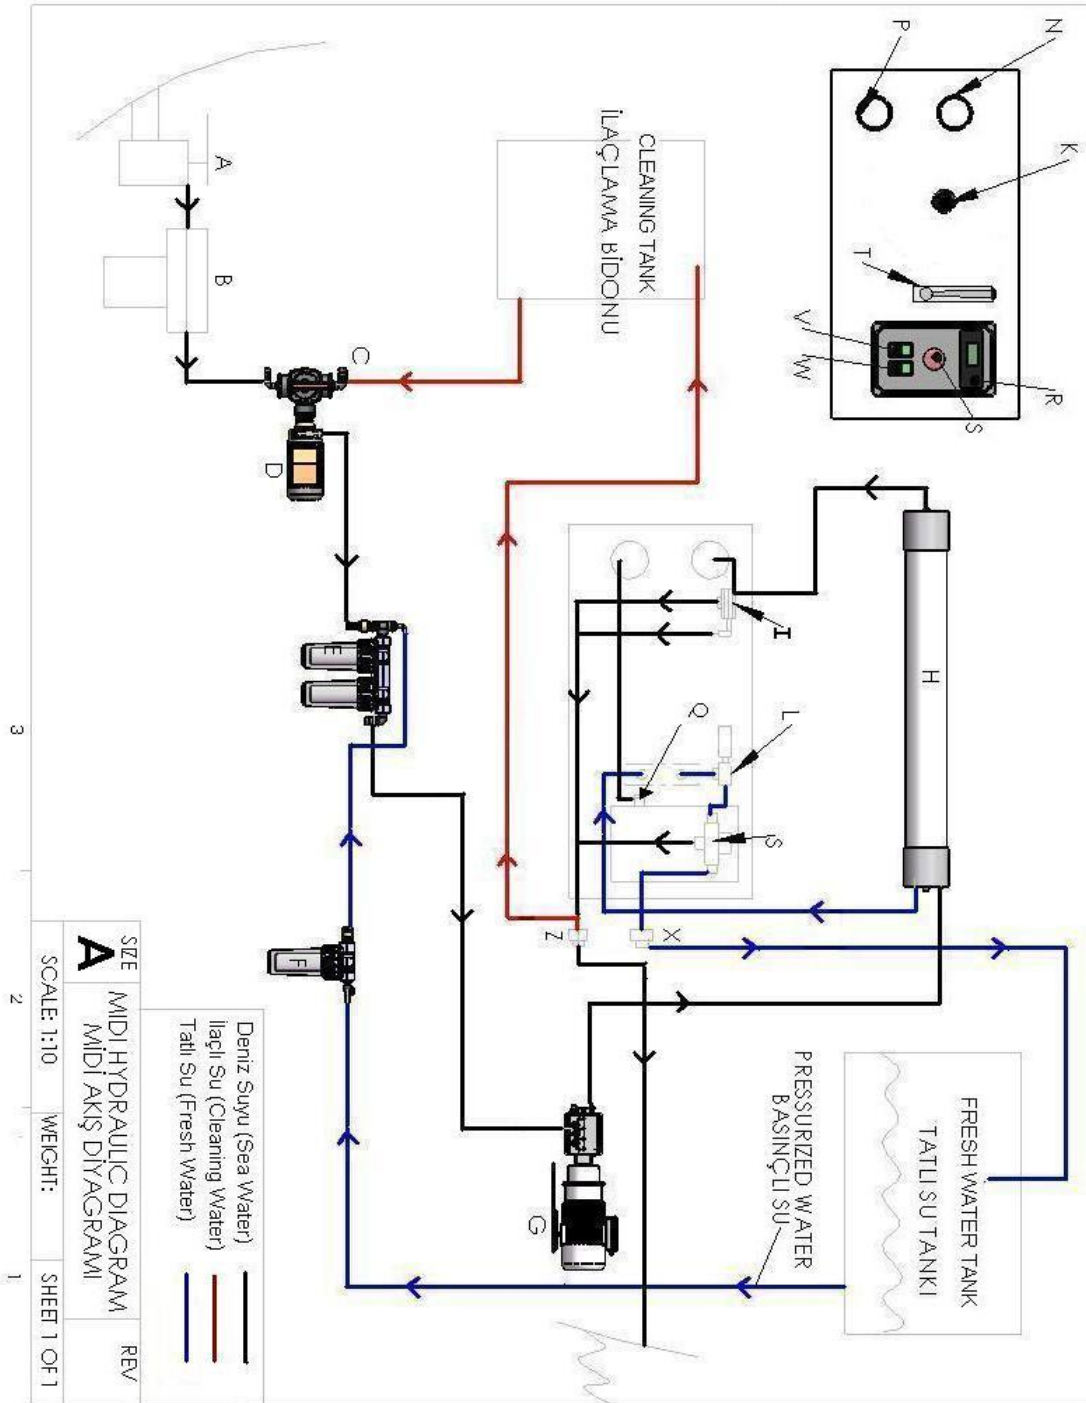 N
P
K
T
V
W
R
S
CLEANING TANK
İLAÇLAMA BİDONU
A
B
C
D
H
I
Q
L
S
E
Z
X
F
G
FRESH WATER TANK
TATLI SU TANKI
PRESSURIZED WATER
BASINÇLI SU
Deniz Suyu (Sea Water)
İlaçlı Su (Cleaning Water)
Tatlı Su (Fresh Water)
SIZE
A
MIDI HYDRAULIC DIAGRAM
MİDİ AKIŞ DİYAGRAMI
REV
SCALE: 1:10
WEIGHT:
SHEET 1 OF 1
3
2
1